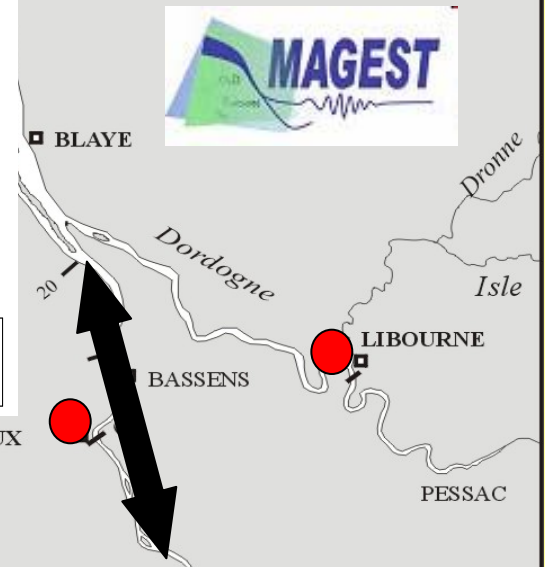 MAGEST
BLAYE
Dronne
Dordogne
Isle
20
LIBOURNE
BASSENS
UX
PESSAC